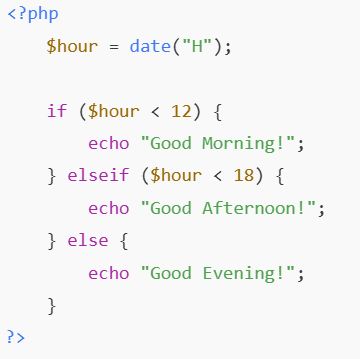 <?php
    $hour = date("H");

    if ($hour < 12) {
        echo "Good Morning!";
    } elseif ($hour < 18) {
        echo "Good Afternoon!";
    } else {
        echo "Good Evening!";
    }
?>